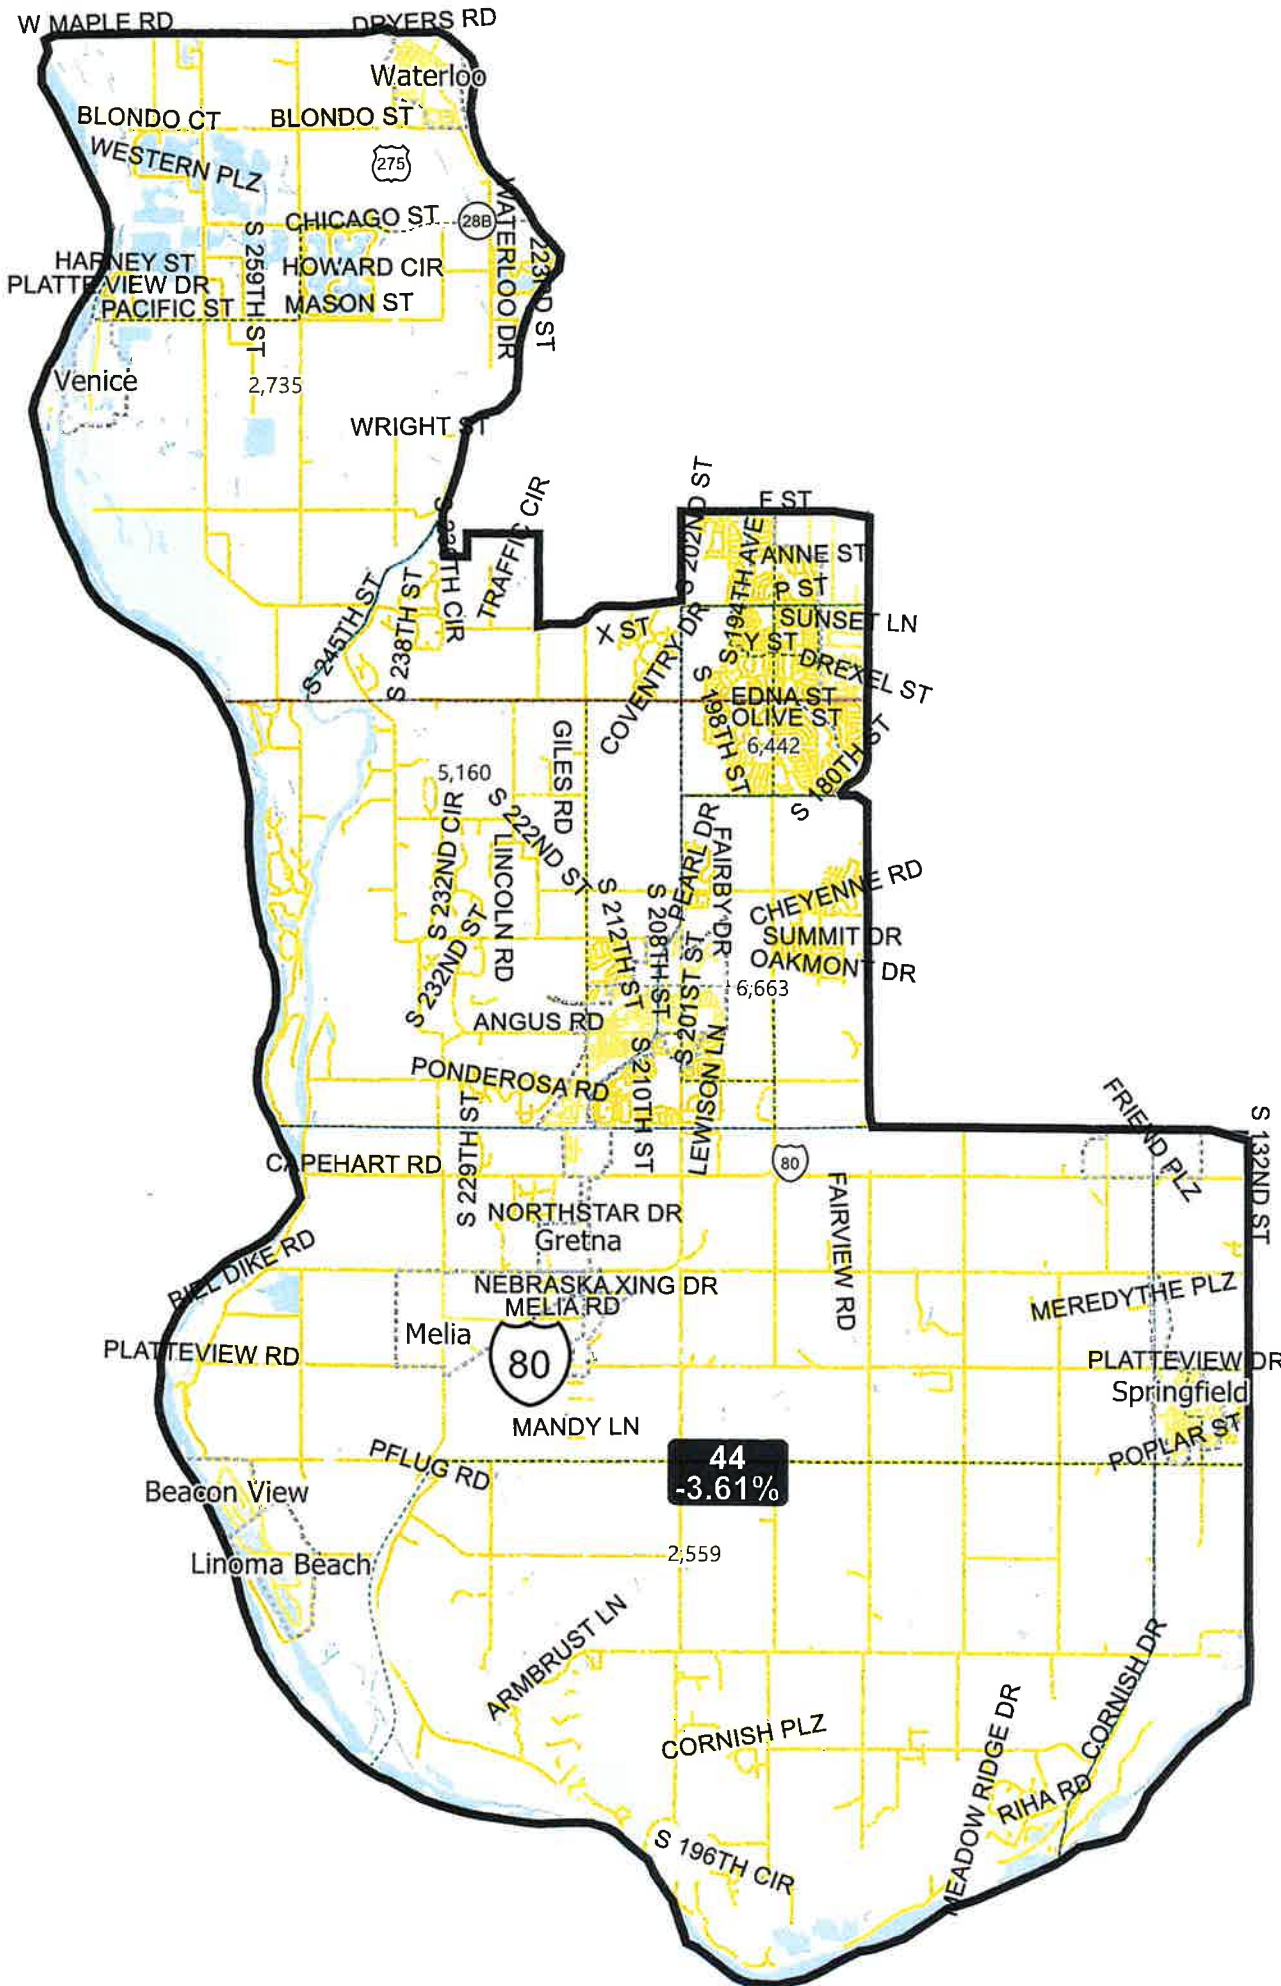 W MAPLE RD
DRYERS RD
Waterloo
BLONDO CT
BLONDO ST
WESTERN PLZ
275
CHICAGO ST
28B
WATERLOO DR
223RD ST
S 259TH ST
HARNEY ST
HOWARD CIR
PLATTE VIEW DR
PACIFIC ST
MASON ST
Venice
2,735
WRIGHT ST
S 202ND ST
F ST
TRAFFIC CIR
S 194TH AVE
ANNE ST
P ST
S 245TH ST
S 238TH ST
X ST
COVENTRY DR
SUNSET LN
Y ST
DREXEL ST
S 198TH ST
EDNA ST
OLIVE ST
6,442
S 180TH ST
GILES RD
5,160
S 222ND ST
S 232ND CIR
LINCOLN RD
PEARL DR
FAIRBY DR
CHEYENNE RD
S 212TH ST
S 208TH ST
SUMMIT DR
S 232ND ST
S 201ST ST
OAKMONT DR
6,663
ANGUS RD
S 210TH ST
LEWISON LN
PONDEROSA RD
FRIEND PLZ
S 132ND ST
S 229TH ST
CAPEHART RD
80
FAIRVIEW RD
NORTHSTAR DR
Gretna
BIEL DIKE RD
NEBRASKA XING DR
MEREDYTHE PLZ
MELIA RD
Melia
PLATTEVIEW RD
80
PLATTEVIEW DR
Springfield
MANDY LN
POPLAR ST
PFLUG RD
44
-3.61%
Beacon View
Linoma Beach
2,559
ARMBRUST LN
CORNISH DR
CORNISH PLZ
MEADOW RIDGE DR
RIHA RD
S 196TH CIR